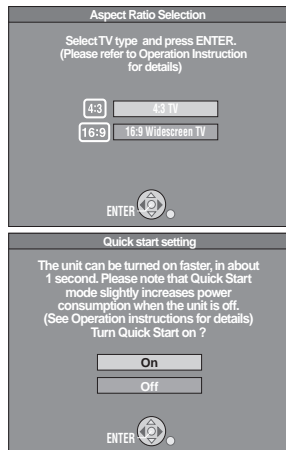 Aspect Ratio Selection
Select TV type and press ENTER.
(Please refer to Operation Instruction
for details)
4:3 4:3 TV
16:9 16:9 Widescreen TV
ENTER
Quick start setting
The unit can be turned on faster, in about
1 second. Please note that Quick Start
mode slightly increases power
consumption when the unit is off.
(See Operation instructions for details)
Turn Quick Start on ?
On
Off
ENTER